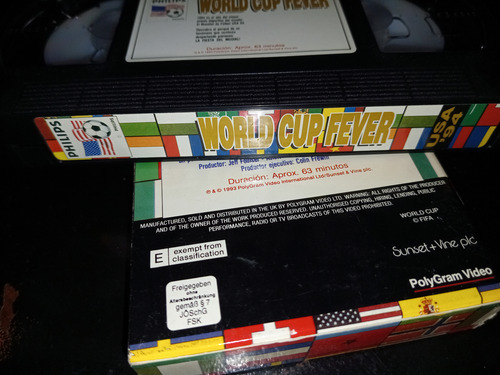 PHILIPS
WORLD CUP FEVER
Duración: Aprox. 63 minutos
PHILIPS
WORLD CUP FEVER
USA '94
Productor ejecutivo: Colin
Duración: Aprox. 63 minutos
℗ & © 1993 PolyGram Video International Ltd/Sunset & Vine plc.
MANUFACTURED, SOLD AND DISTRIBUTED IN THE UK BY POLYGRAM VIDEO LTD. WARNING: ALL RIGHTS OF THE PRODUCER
AND OF THE OWNER OF THE WORK PRODUCED RESERVED. UNAUTHORISED COPYING, HIRING, LENDING, PUBLIC
PERFORMANCE, RADIO OR TV BROADCASTS OF THIS VIDEO PROHIBITED.
WORLD CUP
© FIFA
E exempt from
classification
Sunset + Vine plc
Freigegeben
ohne
Altersbeschränkung
gemäß § 7
JÖSchG
FSK
PolyGram Video